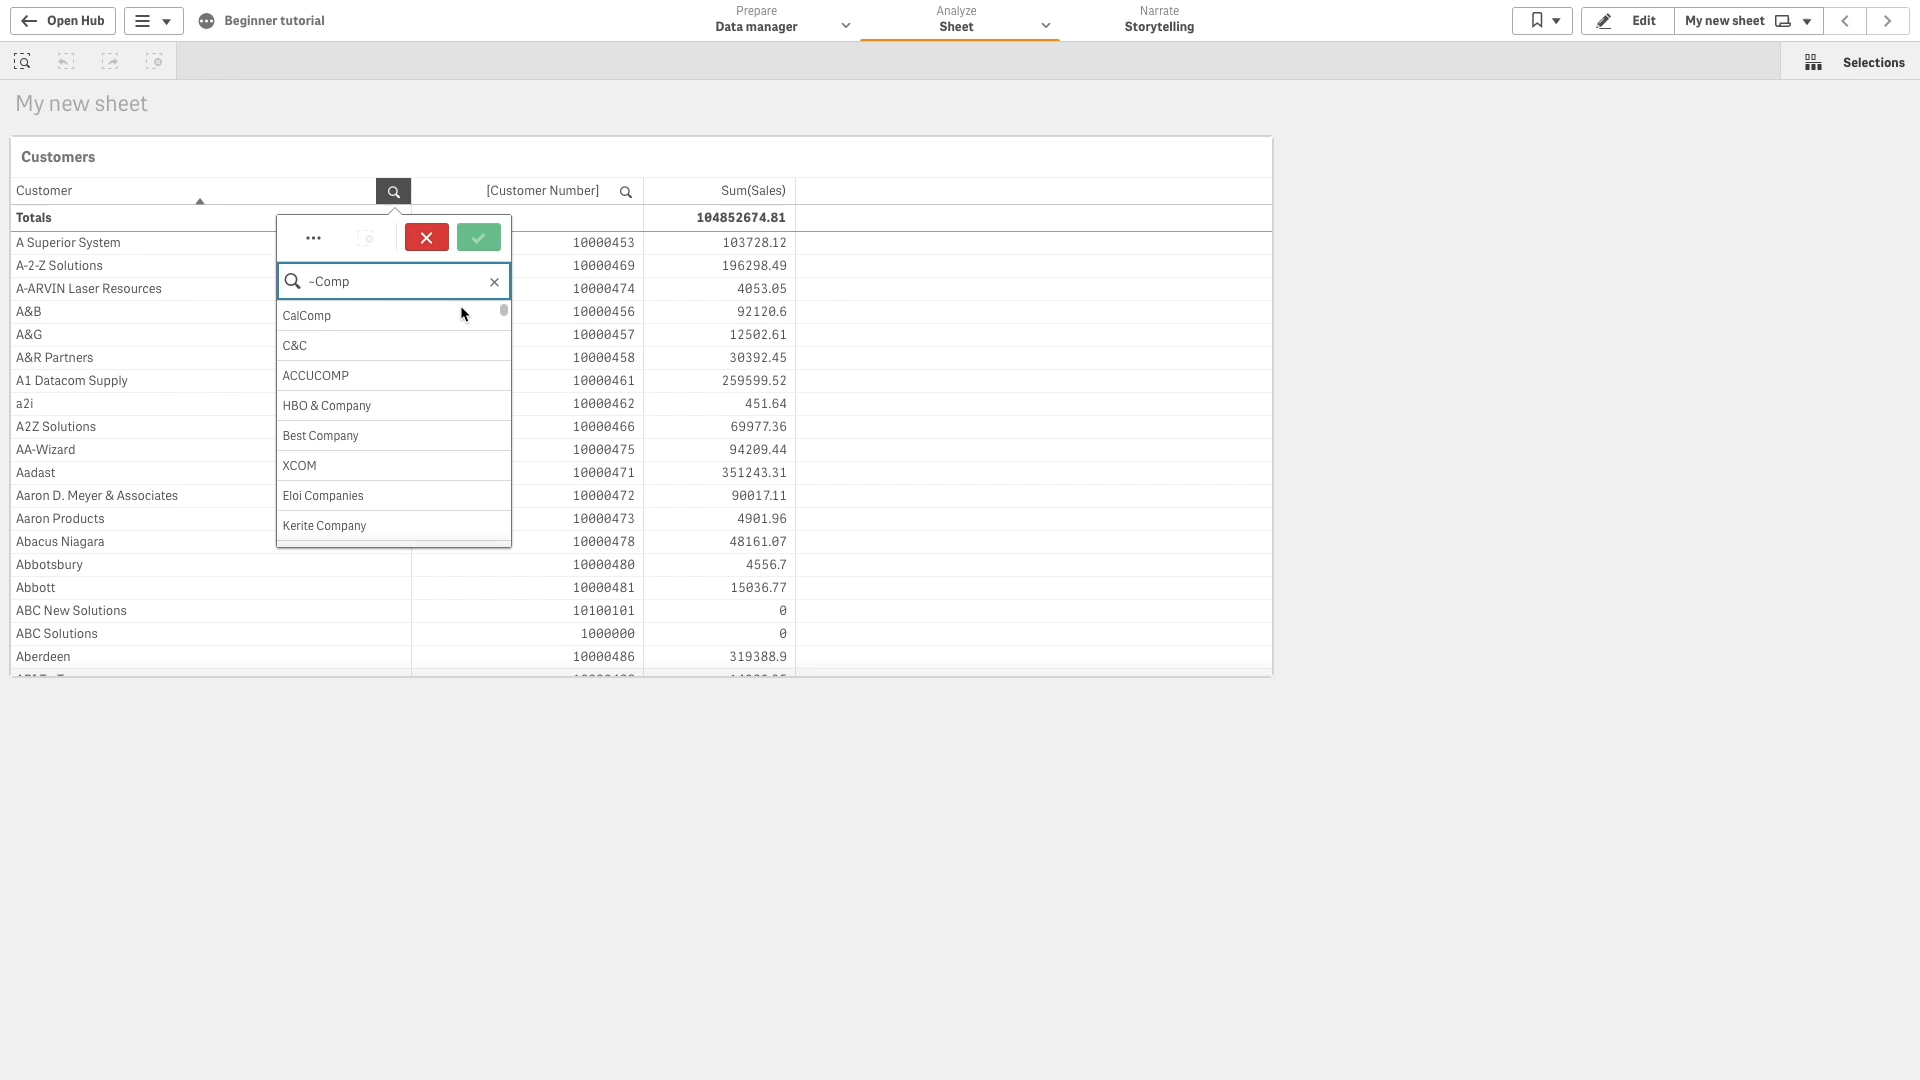 Open Hub
Beginner tutorial
Prepare
Data manager
Analyze
Sheet
Narrate
Storytelling
Edit
My new sheet
Selections
My new sheet
Customers
Customer
[Customer Number]
Sum(Sales)
Totals
104852674.81
A Superior System 10000453 103728.12
A-2-Z Solutions 10000469 196298.49
A-ARVIN Laser Resources 10000474 4053.05
A&B 10000456 92120.6
A&G 10000457 12502.61
A&R Partners 10000458 30392.45
A1 Datacom Supply 10000461 259599.52
a2i 10000462 451.64
A2Z Solutions 10000466 69977.36
AA-Wizard 10000475 94209.44
Aadast 10000471 351243.31
Aaron D. Meyer & Associates 10000472 90017.11
Aaron Products 10000473 4901.96
Abacus Niagara 10000478 48161.07
Abbotsbury 10000480 4556.7
Abbott 10000481 15036.77
ABC New Solutions 10100101 0
ABC Solutions 1000000 0
Aberdeen 10000486 319388.9
~Comp
CalComp
C&C
ACCUCOMP
HBO & Company
Best Company
XCOM
Eloi Companies
Kerite Company